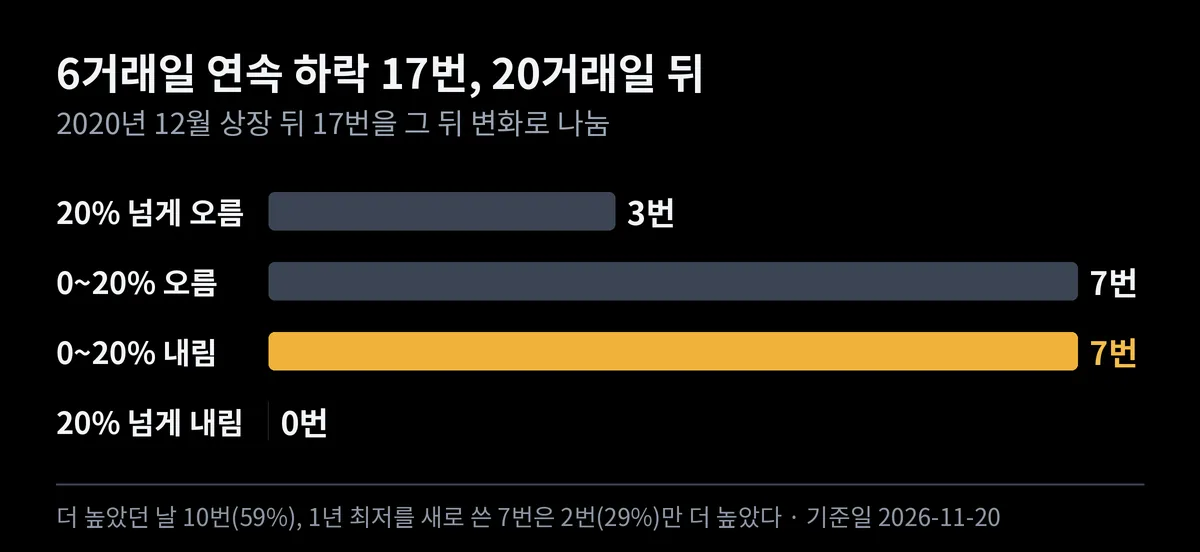 6거래일 연속 하락 17번, 20거래일 뒤
2020년 12월 상장 뒤 17번을 그 뒤 변화로 나눔
20% 넘게 오름 3번
0~20% 오름 7번
0~20% 내림 7번
20% 넘게 내림 0번
더 높았던 날 10번(59%), 1년 최저를 새로 쓴 7번은 2번(29%)만 더 높았다 · 기준일 2026-11-20